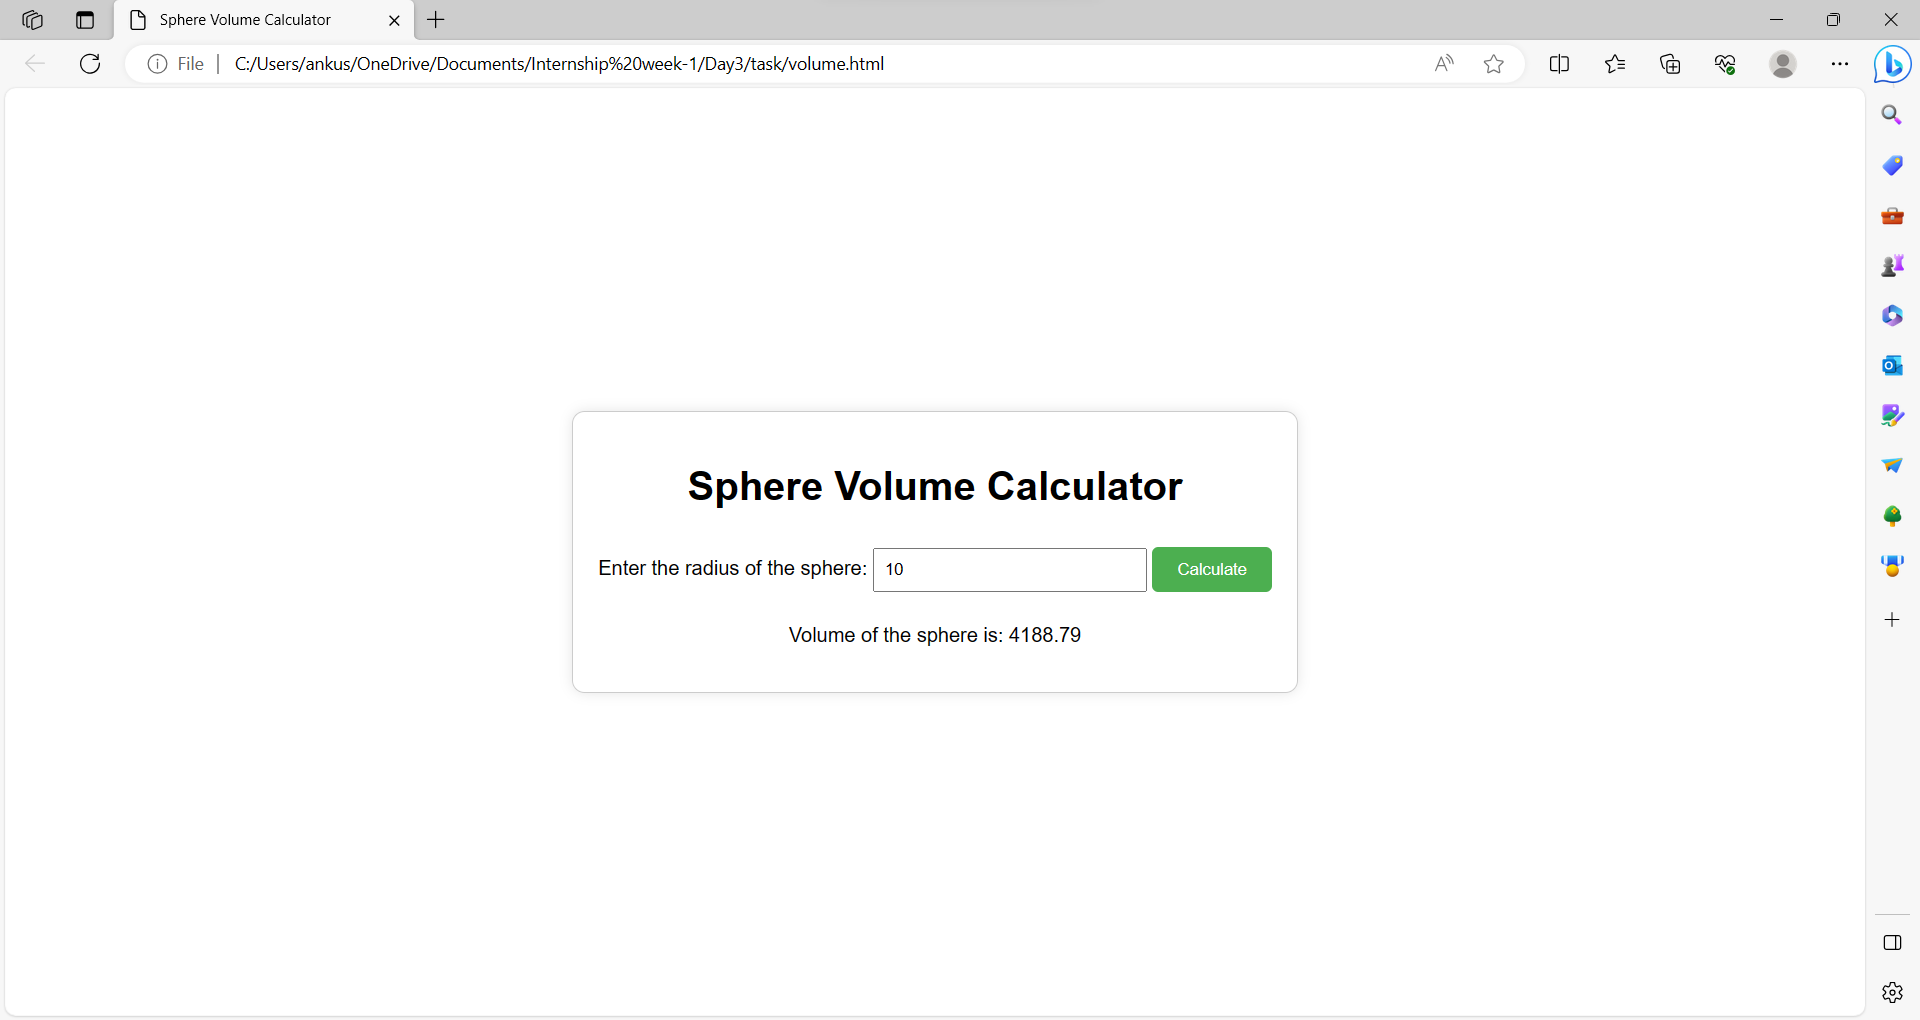 Sphere Volume Calculator
File C:/Users/ankus/OneDrive/Documents/Internship%20week-1/Day3/task/volume.html
Sphere Volume Calculator
Enter the radius of the sphere: 10 Calculate
Volume of the sphere is: 4188.79